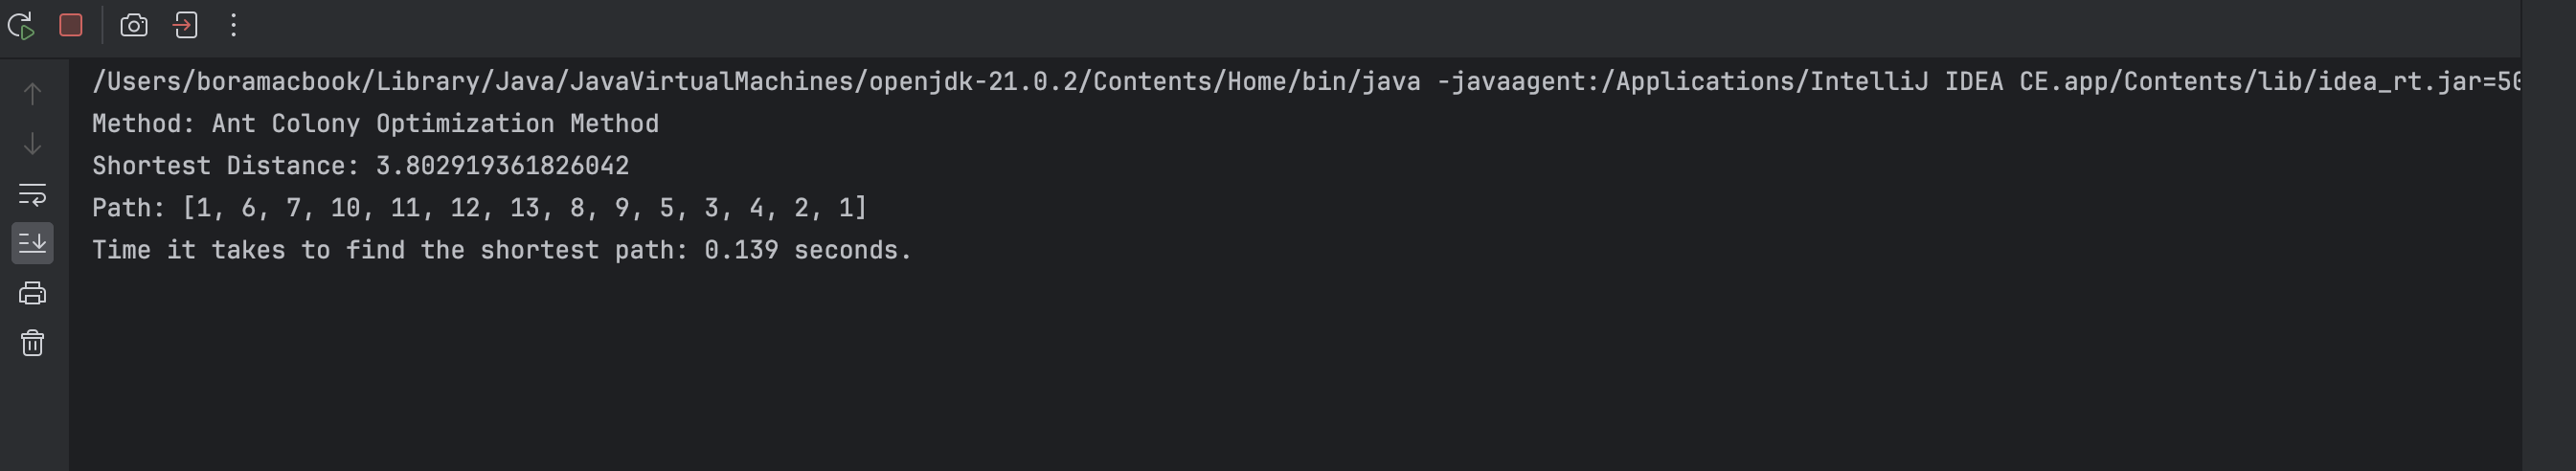 /Users/boramacbook/Library/Java/JavaVirtualMachines/openjdk-21.0.2/Contents/Home/bin/java -javaagent:/Applications/IntelliJ IDEA CE.app/Contents/lib/idea_rt.jar=50
Method: Ant Colony Optimization Method
Shortest Distance: 3.802919361826042
Path: [1, 6, 7, 10, 11, 12, 13, 8, 9, 5, 3, 4, 2, 1]
Time it takes to find the shortest path: 0.139 seconds.